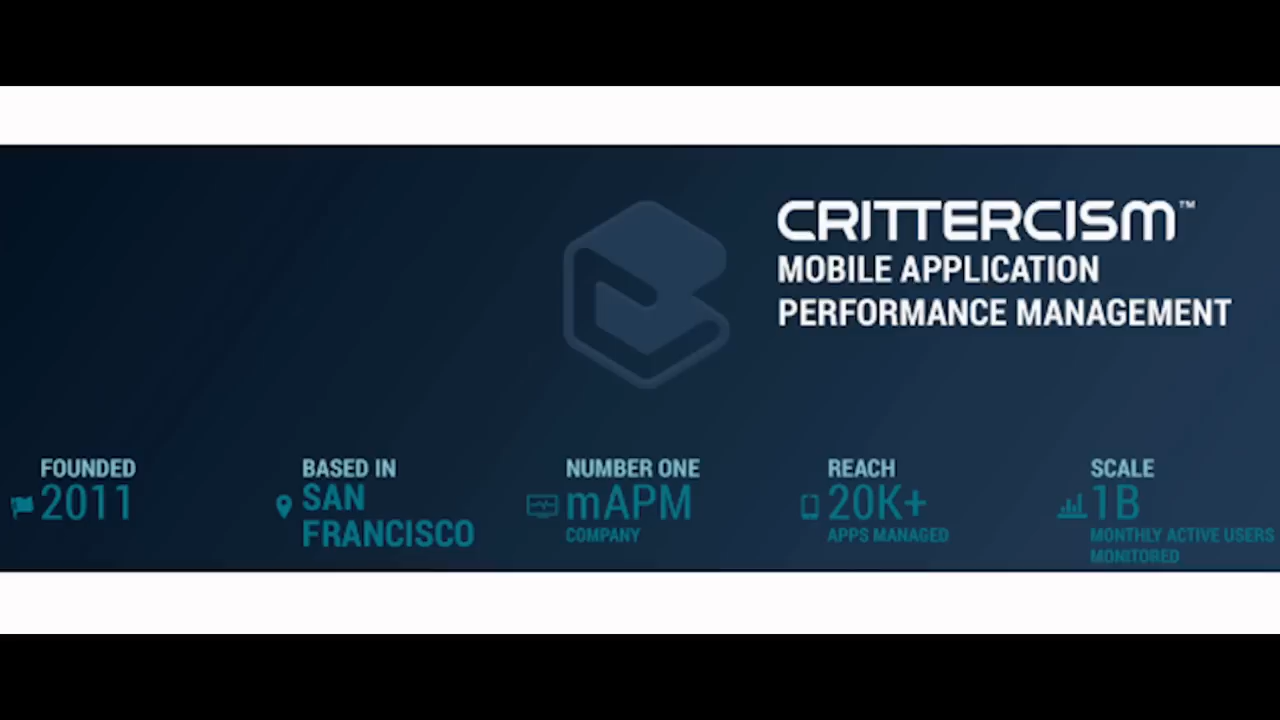 CRITTERCISM™
MOBILE APPLICATION
PERFORMANCE MANAGEMENT
FOUNDED
2011
BASED IN
SAN
FRANCISCO
NUMBER ONE
mAPM
COMPANY
REACH
20K+
APPS MANAGED
SCALE
1B
MONTHLY ACTIVE USERS
MONITORED